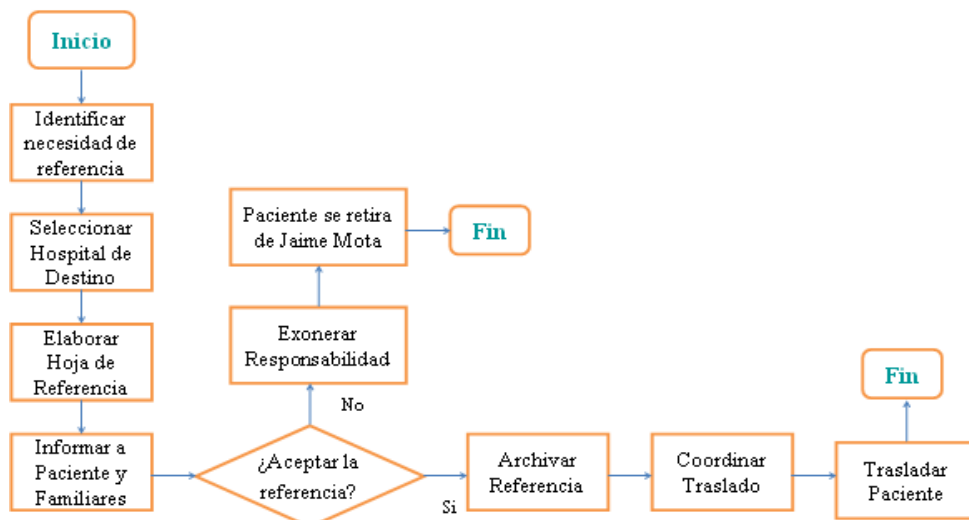 Inicio
Identificar
necesidad de
referencia
Seleccionar
Hospital de
Destino
Elaborar
Hoja de
Referencia
Informar a
Paciente y
Familiares
¿Aceptar la
referencia?
No
Exonerar
Responsabilidad
Paciente se retira
de Jaime Mota
Fin
Si
Archivar
Referencia
Coordinar
Traslado
Trasladar
Paciente
Fin